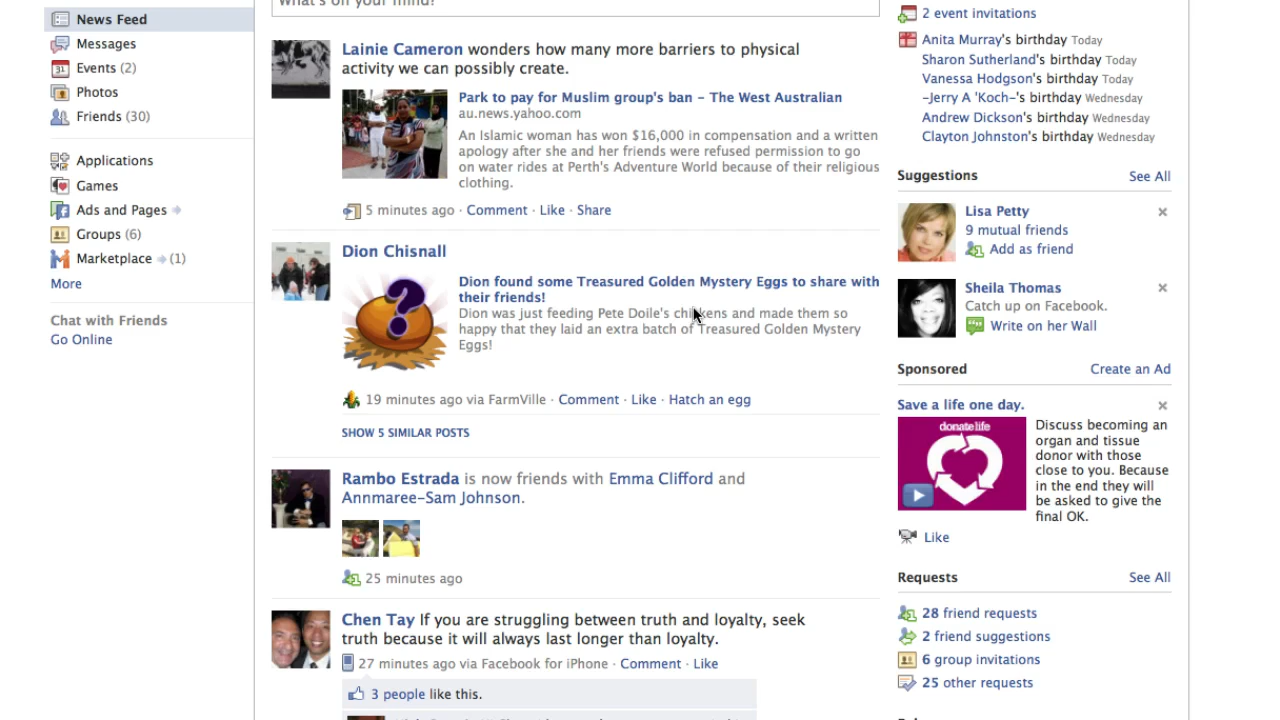 What's on your mind?
News Feed
Messages
Events (2)
Photos
Friends (30)
Applications
Games
Ads and Pages
Groups (6)
Marketplace (1)
More
Chat with Friends
Go Online
Lainie Cameron wonders how many more barriers to physical
activity we can possibly create.
Park to pay for Muslim group's ban – The West Australian
au.news.yahoo.com
An Islamic woman has won $16,000 in compensation and a written
apology after she and her friends were refused permission to go
on water rides at Perth's Adventure World because of their religious
clothing.
5 minutes ago · Comment · Like · Share
Dion Chisnall
Dion found some Treasured Golden Mystery Eggs to share with
their friends!
Dion was just feeding Pete Doile's chickens and made them so
happy that they laid an extra batch of Treasured Golden Mystery
Eggs!
19 minutes ago via FarmVille · Comment · Like · Hatch an egg
SHOW 5 SIMILAR POSTS
Rambo Estrada is now friends with Emma Clifford and
Annmaree-Sam Johnson.
25 minutes ago
Chen Tay If you are struggling between truth and loyalty, seek
truth because it will always last longer than loyalty.
27 minutes ago via Facebook for iPhone · Comment · Like
3 people like this.
2 event invitations
Anita Murray's birthday Today
Sharon Sutherland's birthday Today
Vanessa Hodgson's birthday Today
-Jerry A 'Koch-'s birthday Wednesday
Andrew Dickson's birthday Wednesday
Clayton Johnston's birthday Wednesday
Suggestions See All
Lisa Petty
9 mutual friends
Add as friend
Sheila Thomas
Catch up on Facebook.
Write on her Wall
Sponsored Create an Ad
Save a life one day.
donatelife
Discuss becoming an
organ and tissue
donor with those
close to you. Because
in the end they will
be asked to give the
final OK.
Like
Requests See All
28 friend requests
2 friend suggestions
6 group invitations
25 other requests